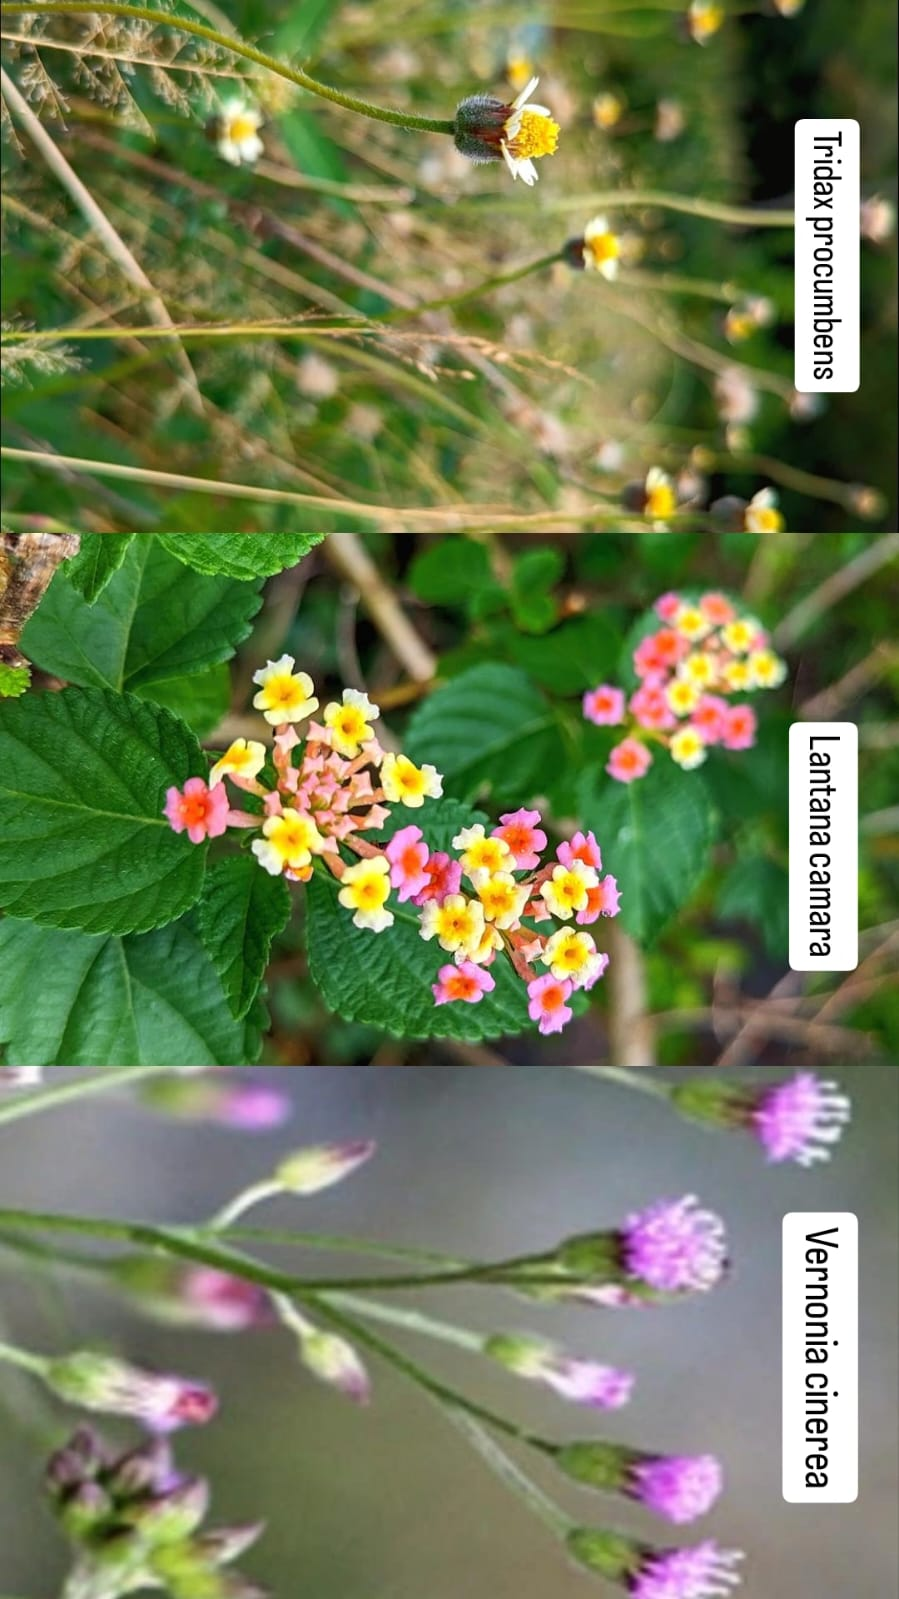 Tridax procumbens
Lantana camara
Vernonia cinerea